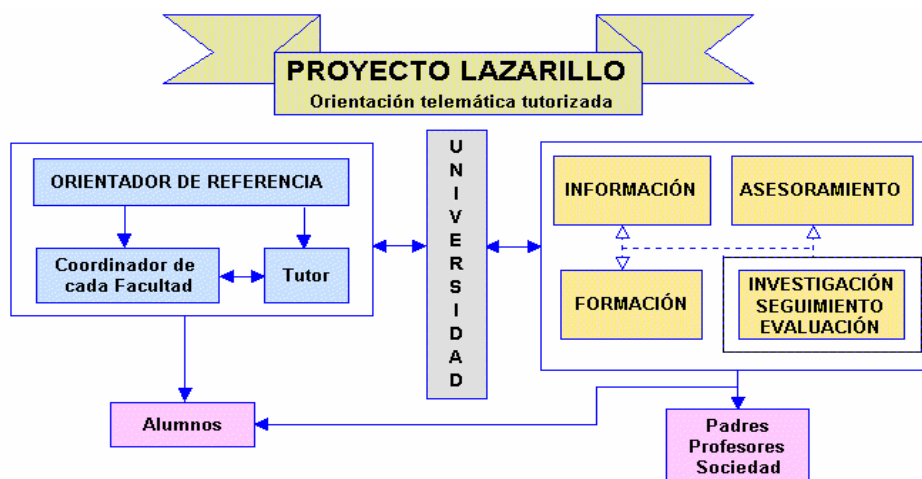 PROYECTO LAZARILLO
Orientación telemática tutorizada
ORIENTADOR DE REFERENCIA
Coordinador de
cada Facultad
Tutor
UNIVERSIDAD
INFORMACIÓN
ASESORAMIENTO
FORMACIÓN
INVESTIGACIÓN
SEGUIMIENTO
EVALUACIÓN
Alumnos
Padres
Profesores
Sociedad